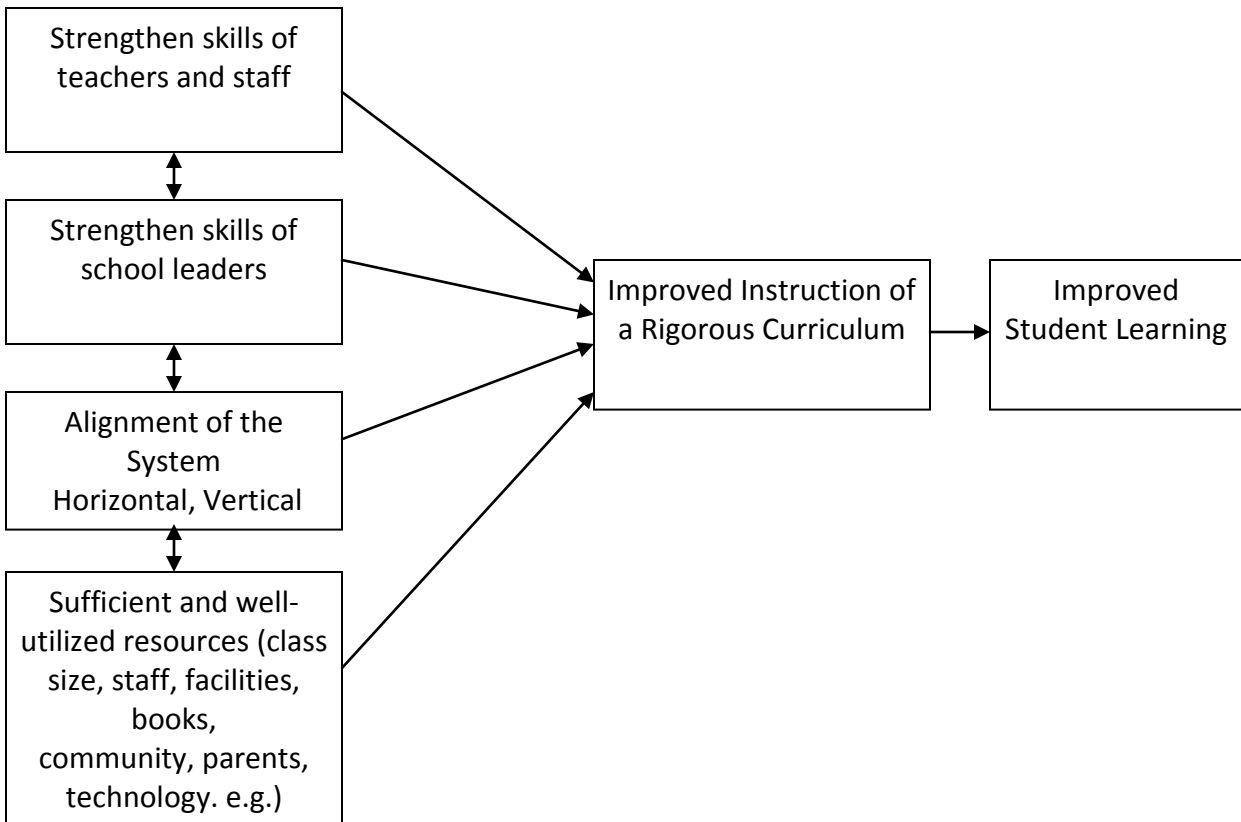 Strengthen skills of
teachers and staff
Strengthen skills of
school leaders
Alignment of the
System
Horizontal, Vertical
Sufficient and well-
utilized resources (class
size, staff, facilities,
books,
community, parents,
technology. e.g.)
Improved Instruction of
a Rigorous Curriculum
Improved
Student Learning